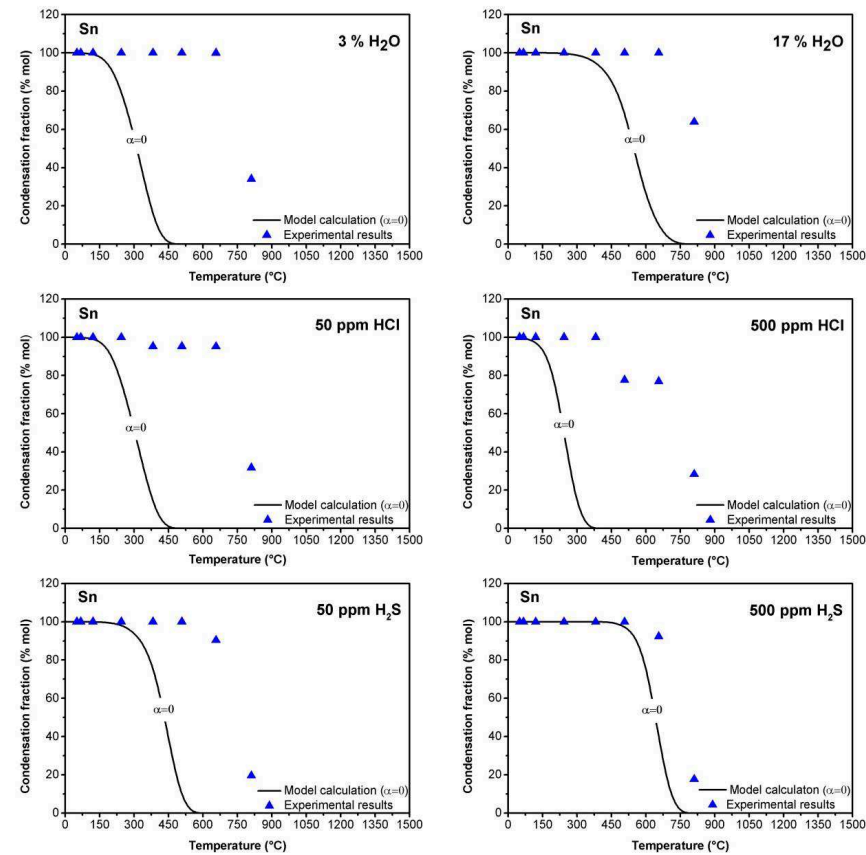 Condensation fraction (% mol)
120
100
80
60
40
20
0
Sn
3 % H₂O
α=0
Model calculation (α=0)
Experimental results
0 150 300 450 600 750 900 1050 1200 1350 1500
Temperature (°C)
Condensation fraction (% mol)
120
100
80
60
40
20
0
Sn
17 % H₂O
α=0
Model calculation (α=0)
Experimental results
0 150 300 450 600 750 900 1050 1200 1350 1500
Temperature (°C)
Condensation fraction (% mol)
120
100
80
60
40
20
0
Sn
50 ppm HCl
α=0
Model calculation (α=0)
Experimental results
0 150 300 450 600 750 900 1050 1200 1350 1500
Temperature (°C)
Condensation fraction (% mol)
120
100
80
60
40
20
0
Sn
500 ppm HCl
α=0
Model calculation (α=0)
Experimental results
0 150 300 450 600 750 900 1050 1200 1350 1500
Temperature (°C)
Condensation fraction (% mol)
120
100
80
60
40
20
0
Sn
50 ppm H₂S
α=0
Model calculation (α=0)
Experimental results
0 150 300 450 600 750 900 1050 1200 1350 1500
Temperature (°C)
Condensation fraction (% mol)
120
100
80
60
40
20
0
Sn
500 ppm H₂S
α=0
Model calculaton (α=0)
Experimental results
0 150 300 450 600 750 900 1050 1200 1350 1500
Temperature (°C)